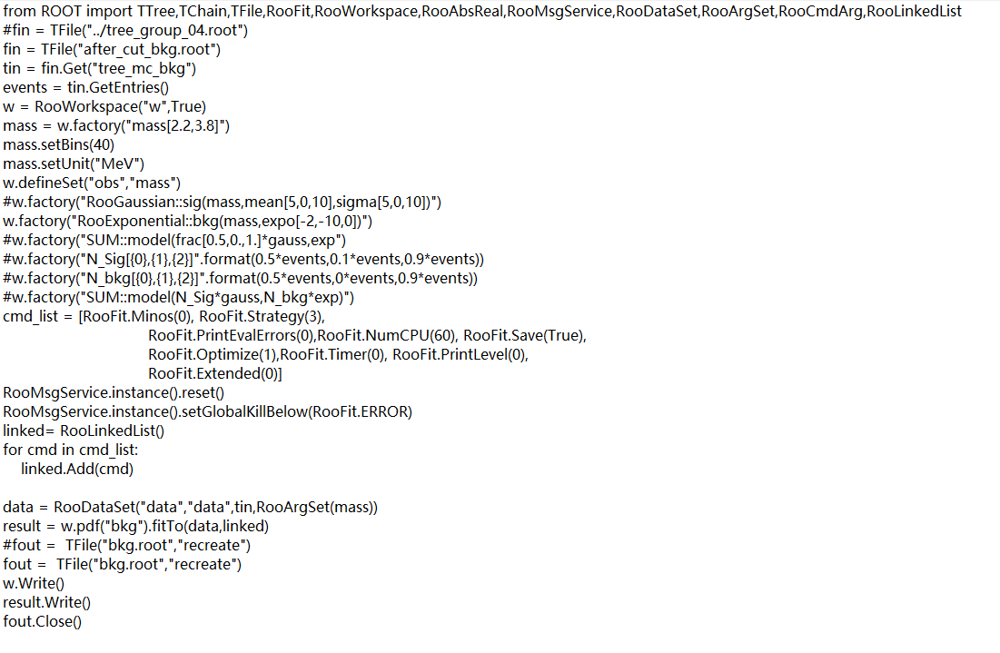 from ROOT import TTree,TChain,TFile,RooFit,RooWorkspace,RooAbsReal,RooMsgService,RooDataSet,RooArgSet,RooCmdArg,RooLinkedList
#fin = TFile("../tree_group_04.root")
fin = TFile("after_cut_bkg.root")
tin = fin.Get("tree_mc_bkg")
events = tin.GetEntries()
w = RooWorkspace("w",True)
mass = w.factory("mass[2.2,3.8]")
mass.setBins(40)
mass.setUnit("MeV")
w.defineSet("obs","mass")
#w.factory("RooGaussian::sig(mass,mean[5,0,10],sigma[5,0,10])")
w.factory("RooExponential::bkg(mass,expo[-2,-10,0])")
#w.factory("SUM::model(frac[0.5,0.,1.]*gauss,exp")
#w.factory("N_Sig[{0},{1},{2}]".format(0.5*events,0.1*events,0.9*events))
#w.factory("N_bkg[{0},{1},{2}]".format(0.5*events,0*events,0.9*events))
#w.factory("SUM::model(N_Sig*gauss,N_bkg*exp)")
cmd_list = [RooFit.Minos(0), RooFit.Strategy(3),
RooFit.PrintEvalErrors(0),RooFit.NumCPU(60), RooFit.Save(True),
RooFit.Optimize(1),RooFit.Timer(0), RooFit.PrintLevel(0),
RooFit.Extended(0)]
RooMsgService.instance().reset()
RooMsgService.instance().setGlobalKillBelow(RooFit.ERROR)
linked= RooLinkedList()
for cmd in cmd_list:
    linked.Add(cmd)

data = RooDataSet("data","data",tin,RooArgSet(mass))
result = w.pdf("bkg").fitTo(data,linked)
#fout =  TFile("bkg.root","recreate")
fout =  TFile("bkg.root","recreate")
w.Write()
result.Write()
fout.Close()